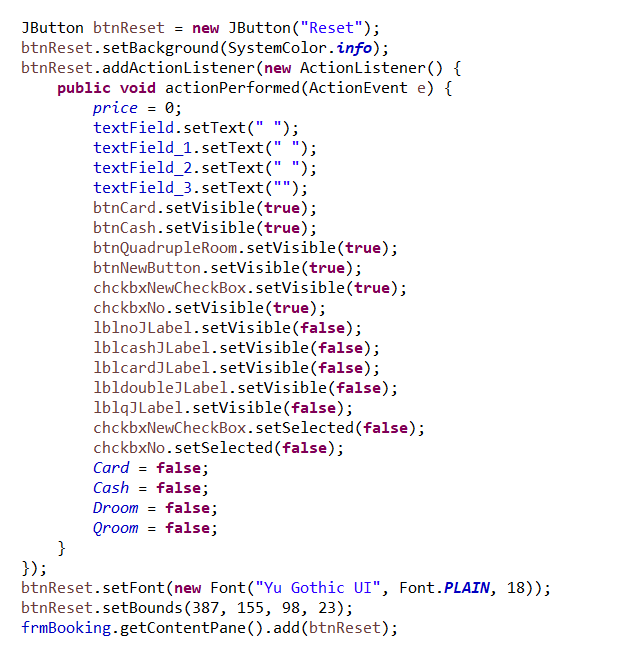 JButton btnReset = new JButton("Reset");
btnReset.setBackground(SystemColor.info);
btnReset.addActionListener(new ActionListener() {
    public void actionPerformed(ActionEvent e) {
        price = 0;
        textField.setText(" ");
        textField_1.setText(" ");
        textField_2.setText(" ");
        textField_3.setText("");
        btnCard.setVisible(true);
        btnCash.setVisible(true);
        btnQuadrupleRoom.setVisible(true);
        btnNewButton.setVisible(true);
        chckbxNewCheckBox.setVisible(true);
        chckbxNo.setVisible(true);
        lblnoJLabel.setVisible(false);
        lblcashJLabel.setVisible(false);
        lblcardJLabel.setVisible(false);
        lbldoubleJLabel.setVisible(false);
        lblqJLabel.setVisible(false);
        chckbxNewCheckBox.setSelected(false);
        chckbxNo.setSelected(false);
        Card = false;
        Cash = false;
        Droom = false;
        Qroom = false;
    }
});
btnReset.setFont(new Font("Yu Gothic UI", Font.PLAIN, 18));
btnReset.setBounds(387, 155, 98, 23);
frmBooking.getContentPane().add(btnReset);